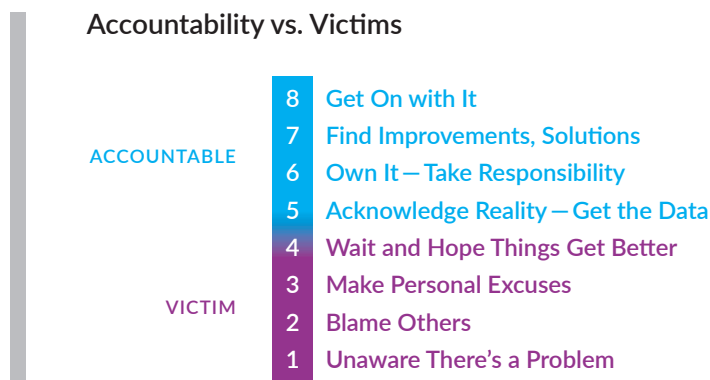 Accountability vs. Victims
8 Get On with It
7 Find Improvements, Solutions
ACCOUNTABLE
6 Own It — Take Responsibility
5 Acknowledge Reality — Get the Data
4 Wait and Hope Things Get Better
3 Make Personal Excuses
VICTIM
2 Blame Others
1 Unaware There's a Problem